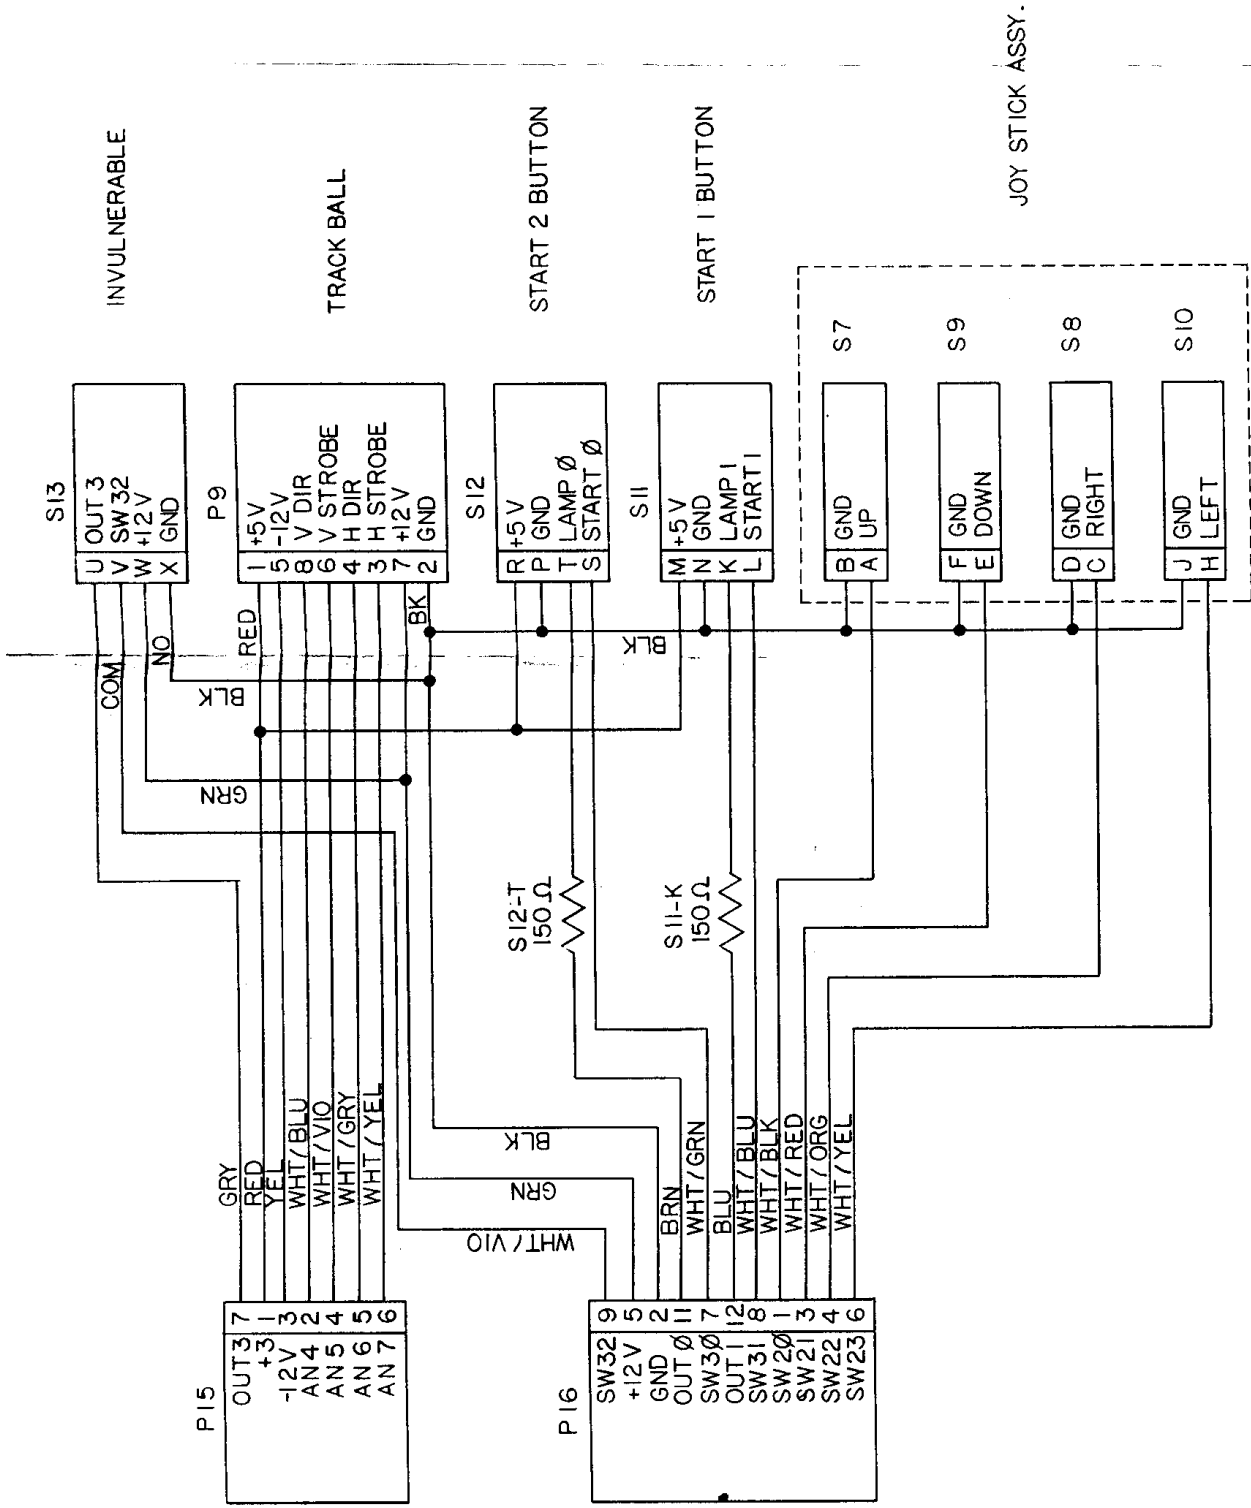 INVULNERABLE
TRACK BALL
START 2 BUTTON
START 1 BUTTON
JOY STICK ASSY.
S13
U OUT 3
V SW32
W +12V
X GND
COM
NO
BLK
GRN
P9
1 +5V
5 -12V
8 V DIR
6 V STROBE
4 H DIR
3 H STROBE
7 +12V
2 GND
RED
BK
S12
R +5V
P GND
T LAMP Ø
S START Ø
BLK
S11
M +5V
N GND
K LAMP 1
L START 1
S7
B GND
A UP
S9
F GND
E DOWN
S8
D GND
C RIGHT
S10
J GND
H LEFT
S12-T
150Ω
S11-K
150Ω
GRY
RED
YEL
WHT/BLU
WHT/VIO
WHT/GRY
WHT/YEL
BLK
GRN
WHT/VIO
BRN
WHT/GRN
BLU
WHT/BLU
WHT/BLK
WHT/RED
WHT/ORG
WHT/YEL
P15
OUT3 7
+3 1
-12V 3
AN4 2
AN5 4
AN6 5
AN7 6
P16
SW32 9
+12V 5
GND 2
OUT Ø 11
SW3Ø 7
OUT 1 12
SW31 8
SW2Ø 1
SW21 3
SW22 4
SW23 6